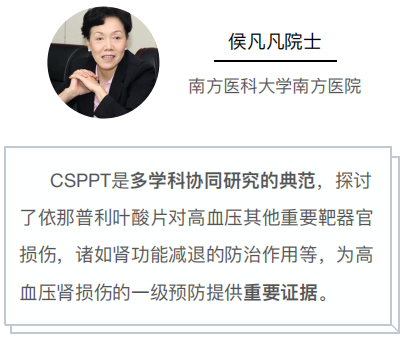 侯凡凡院士
南方医科大学南方医院
CSPPT是多学科协同研究的典范，探讨
了依那普利叶酸片对高血压其他重要靶器官
损伤，诸如肾功能减退的防治作用等，为高
血压肾损伤的一级预防提供重要证据。